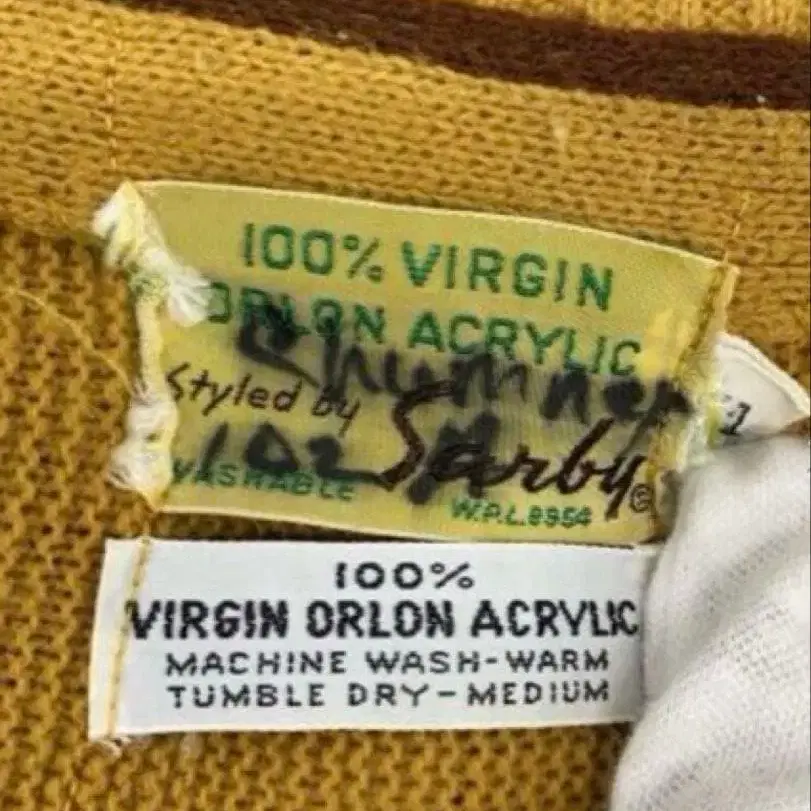 100% VIRGIN
ORLON ACRYLIC
Styled by Sarby ©
102
WASHABLE
W.P.L.8954
100%
VIRGIN ORLON ACRYLIC
MACHINE WASH-WARM
TUMBLE DRY-MEDIUM